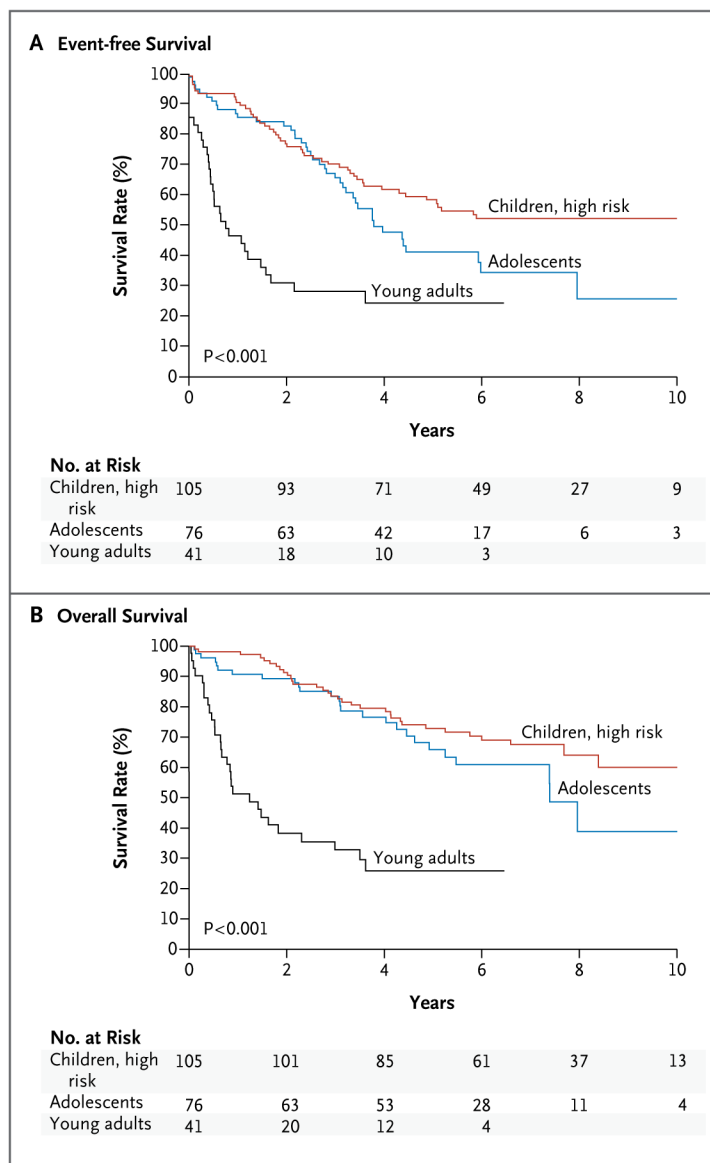 A Event-free Survival
Survival Rate (%)
100
90
80
70
60
50
40
30
20
10
0
Children, high risk
Adolescents
Young adults
P<0.001
0 2 4 6 8 10
Years
No. at Risk
Children, high risk 105 93 71 49 27 9
Adolescents 76 63 42 17 6 3
Young adults 41 18 10 3
B Overall Survival
Survival Rate (%)
100
90
80
70
60
50
40
30
20
10
0
Children, high risk
Adolescents
Young adults
P<0.001
0 2 4 6 8 10
Years
No. at Risk
Children, high risk 105 101 85 61 37 13
Adolescents 76 63 53 28 11 4
Young adults 41 20 12 4